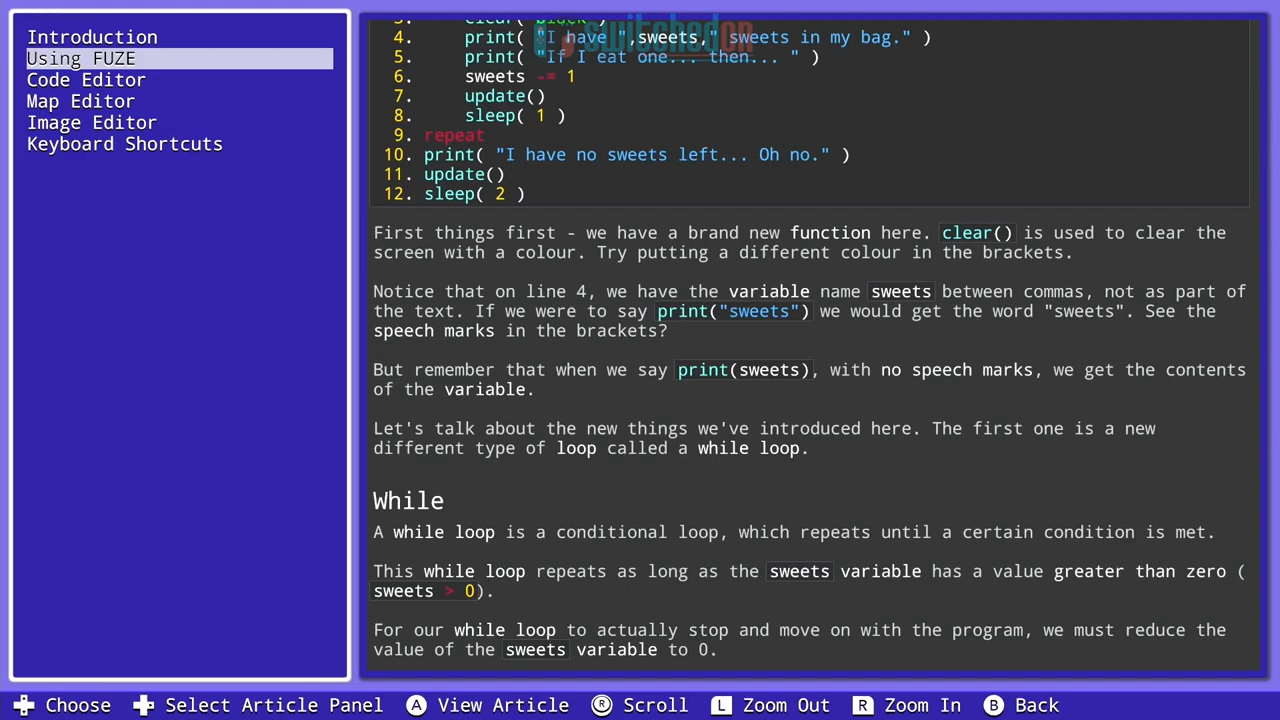 Introduction
Using FUZE
Code Editor
Map Editor
Image Editor
Keyboard Shortcuts
3. clear( black )
4. print( "I have ",sweets," sweets in my bag." )
5. print( "If I eat one... then... " )
6. sweets -= 1
7. update()
8. sleep( 1 )
9. repeat
10. print( "I have no sweets left... Oh no." )
11. update()
12. sleep( 2 )
switchedon
First things first - we have a brand new function here. clear() is used to clear the
screen with a colour. Try putting a different colour in the brackets.
Notice that on line 4, we have the variable name sweets between commas, not as part of
the text. If we were to say print("sweets") we would get the word "sweets". See the
speech marks in the brackets?
But remember that when we say print(sweets), with no speech marks, we get the contents
of the variable.
Let's talk about the new things we've introduced here. The first one is a new
different type of loop called a while loop.
While
A while loop is a conditional loop, which repeats until a certain condition is met.
This while loop repeats as long as the sweets variable has a value greater than zero (
sweets > 0).
For our while loop to actually stop and move on with the program, we must reduce the
value of the sweets variable to 0.
Choose Select Article Panel A View Article R Scroll L Zoom Out R Zoom In B Back